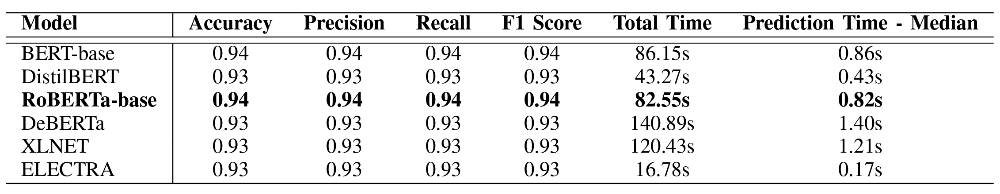 Model Accuracy Precision Recall F1 Score Total Time Prediction Time - Median
BERT-base 0.94 0.94 0.94 0.94 86.15s 0.86s
DistilBERT 0.93 0.93 0.93 0.93 43.27s 0.43s
RoBERTa-base 0.94 0.94 0.94 0.94 82.55s 0.82s
DeBERTa 0.93 0.93 0.93 0.93 140.89s 1.40s
XLNET 0.93 0.93 0.93 0.93 120.43s 1.21s
ELECTRA 0.93 0.93 0.93 0.93 16.78s 0.17s